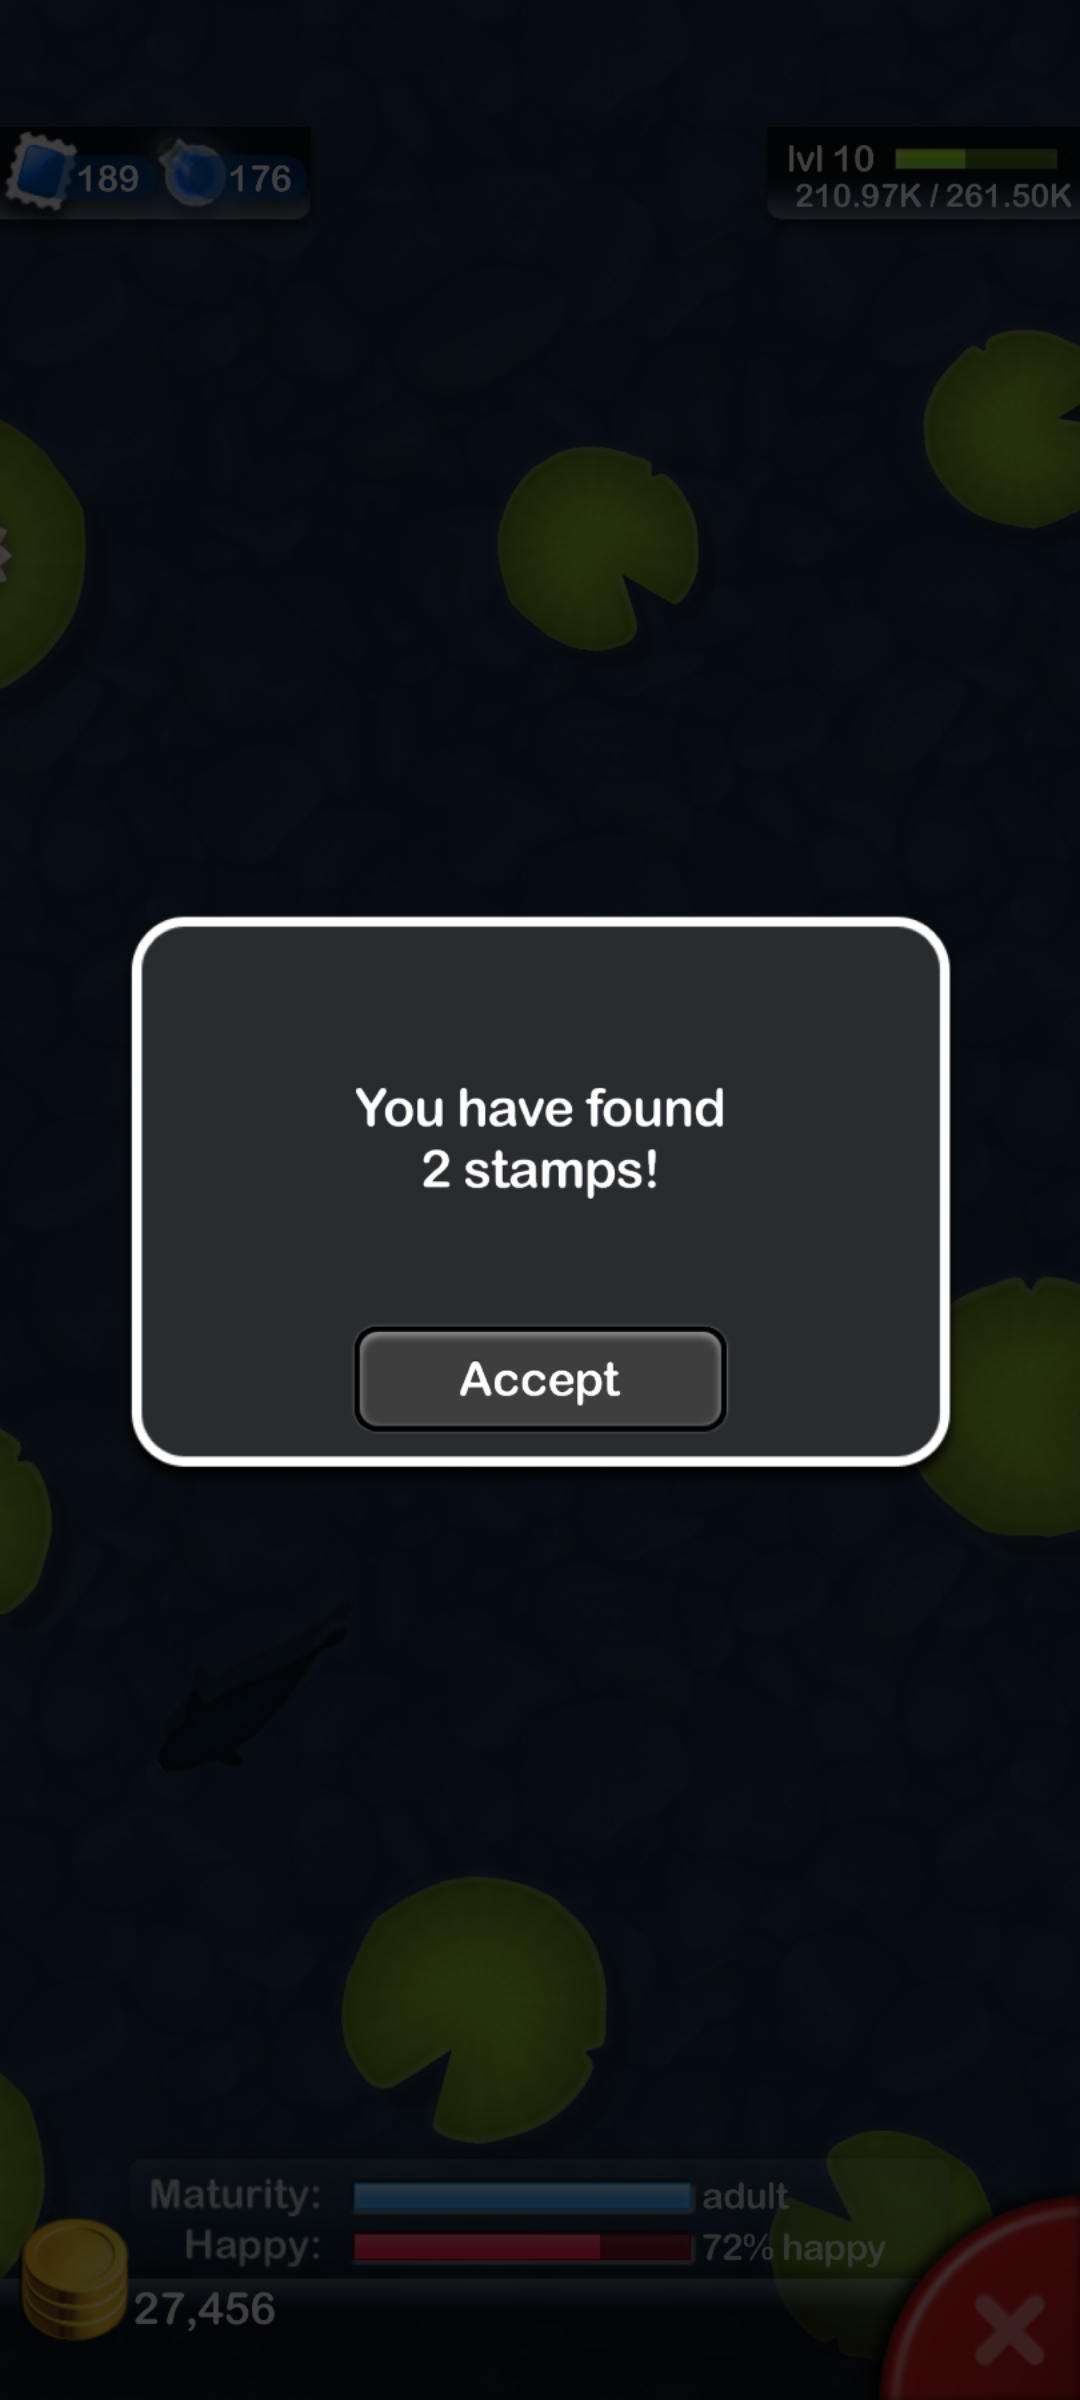 189 176
lvl 10
210.97K / 261.50K
You have found
2 stamps!
Accept
Maturity: adult
Happy: 72% happy
27,456